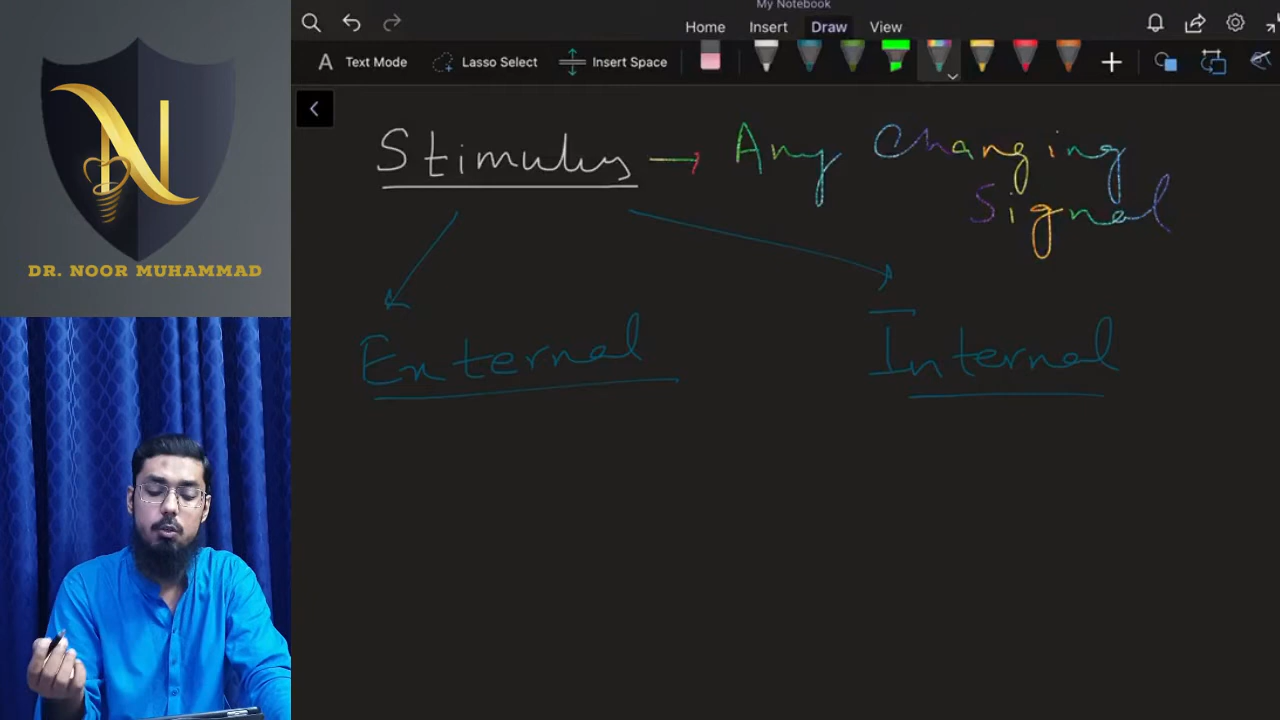 My Notebook
Home Insert Draw View
Text Mode Lasso Select Insert Space
N
DR. NOOR MUHAMMAD
Stimulus → Any Changing
Signal
External Internal